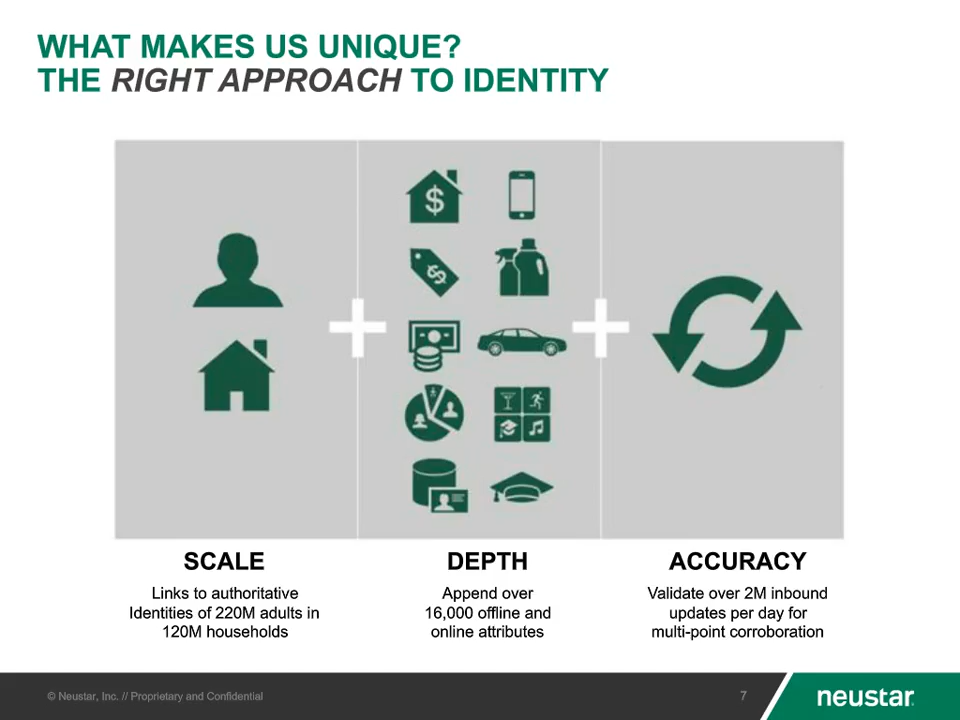 WHAT MAKES US UNIQUE?
THE RIGHT APPROACH TO IDENTITY
$
$
SCALE
Links to authoritative
Identities of 220M adults in
120M households
DEPTH
Append over
16,000 offline and
online attributes
ACCURACY
Validate over 2M inbound
updates per day for
multi-point corroboration
© Neustar, Inc. // Proprietary and Confidential
7
neustar